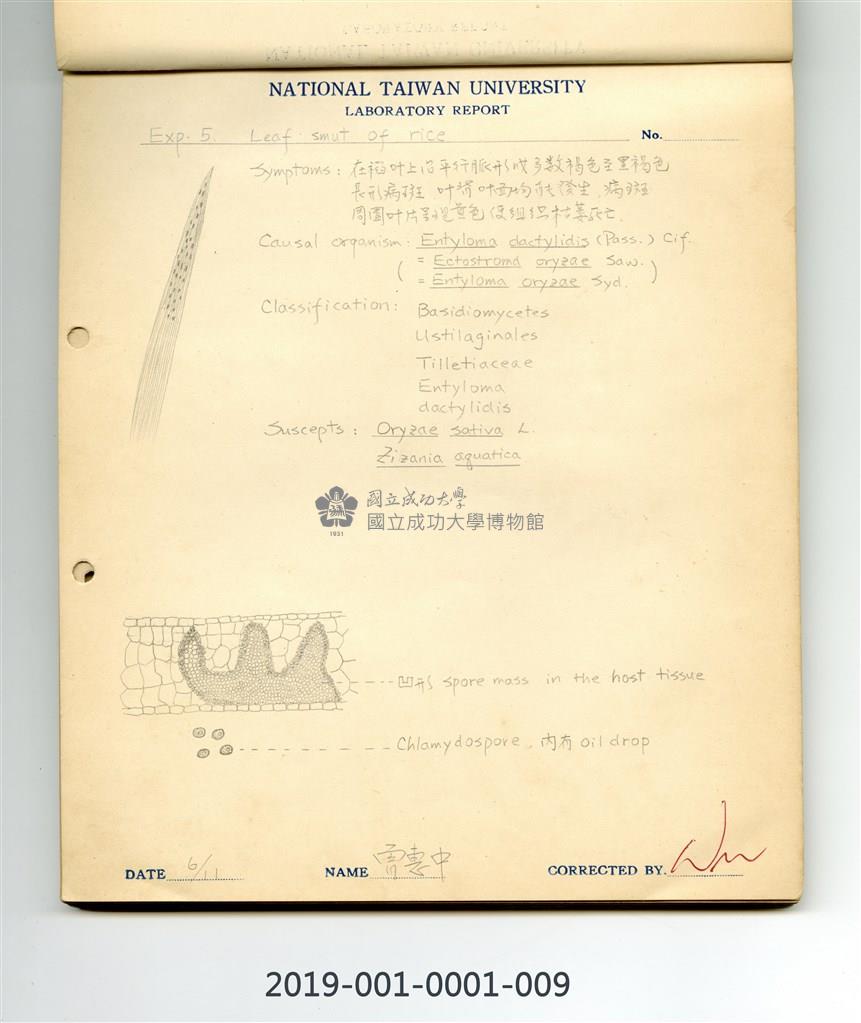 NATIONAL TAIWAN UNIVERSITY
LABORATORY REPORT
Exp. 5. Leaf smut of rice No.
Symptoms: 在稻叶上沿平行脈形成多数褐色至黑褐色
長形病斑, 叶背叶面均能發生, 病斑
周圍叶片呈黃色使組织枯萎死亡.
Causal organism: Entyloma dactylidis (Pass.) Cif.
( = Ectostroma oryzae Saw.
= Entyloma oryzae Syd. )
Classification: Basidiomycetes
Ustilaginales
Tilletiaceae
Entyloma
dactylidis
Suscepts: Oryzae sativa L.
Zizania aquatica
國立成功大學
國立成功大學博物館
1931
凹形 spore mass in the host tissue
Chlamydospore, 內有 oil drop
DATE 6/11 NAME 賈惠中 CORRECTED BY.
2019-001-0001-009